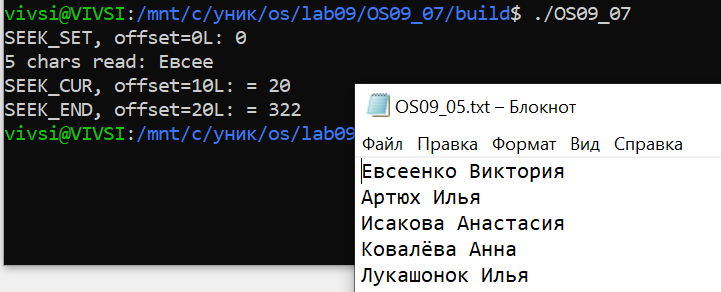 vivsi@VIVSI:/mnt/c/уник/os/lab09/OS09_07/build$ ./OS09_07
SEEK_SET, offset=0L: 0
5 chars read: Евсее
SEEK_CUR, offset=10L: = 20
SEEK_END, offset=20L: = 322
vivsi@VIVSI:/mnt/c/уник/os/lab09
OS09_05.txt – Блокнот
Файл Правка Формат Вид Справка
Евсеенко Виктория
Артюх Илья
Исакова Анастасия
Ковалёва Анна
Лукашонок Илья